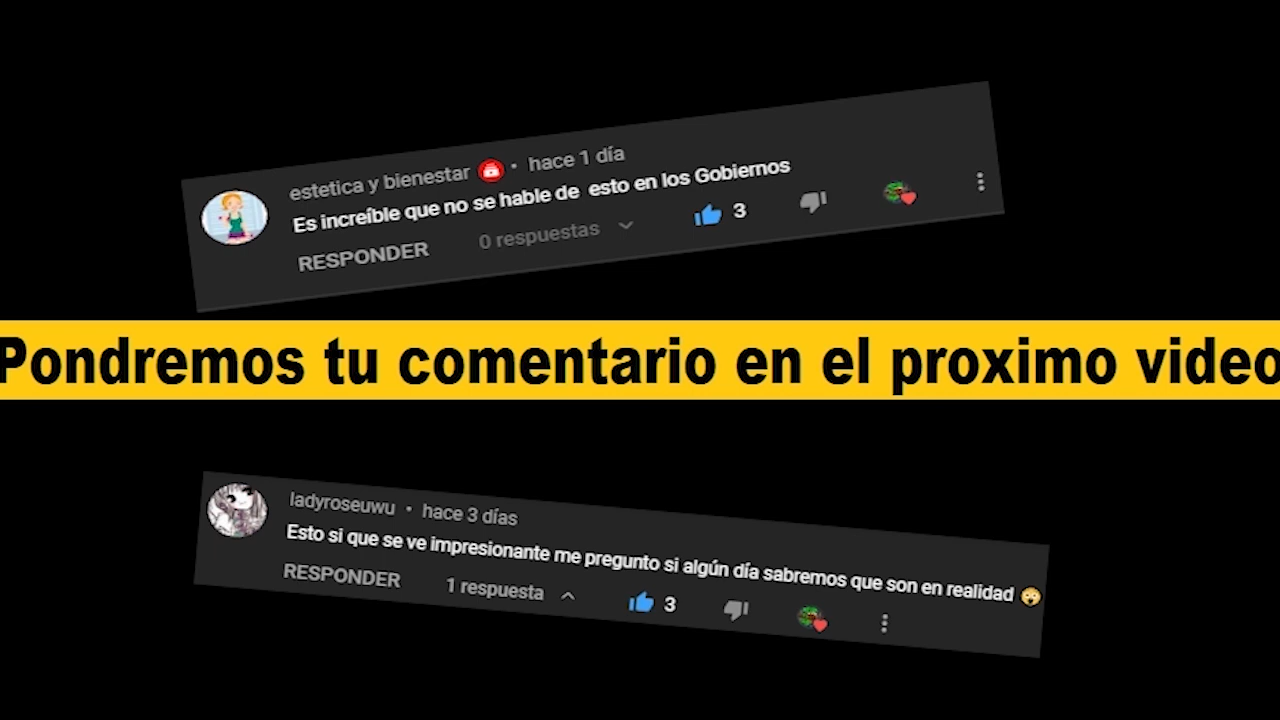 estetica y bienestar · hace 1 día
Es increíble que no se hable de esto en los Gobiernos
RESPONDER 0 respuestas 3
Pondremos tu comentario en el proximo video
ladyroseuwu · hace 3 días
Esto si que se ve impresionante me pregunto si algún día sabremos que son en realidad 😲
RESPONDER 1 respuesta 3